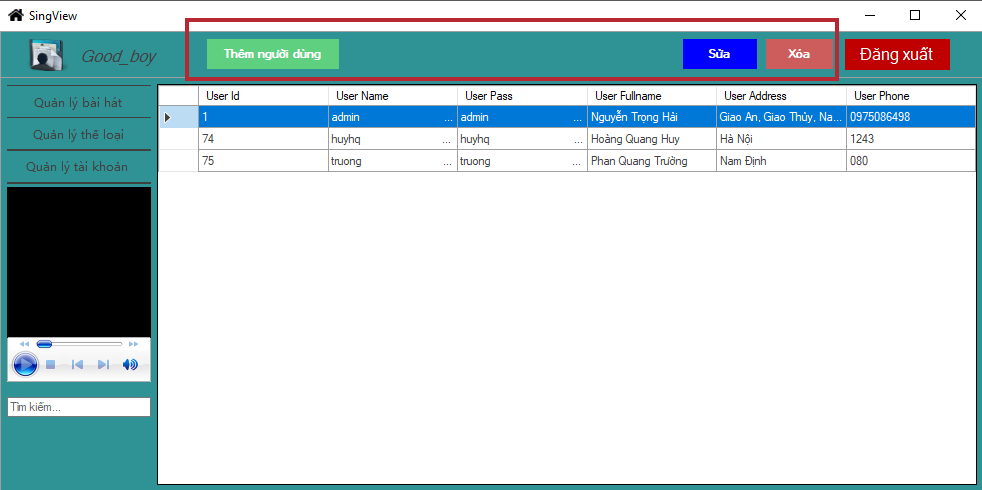 SingView
Good_boy
Thêm người dùng
Sửa
Xóa
Đăng xuất
Quản lý bài hát
Quản lý thể loại
Quản lý tài khoản
Tìm kiếm...
User Id User Name User Pass User Fullname User Address User Phone
1 admin ... admin ... Nguyễn Trọng Hải Giao An, Giao Thủy, Na... 0975086498
74 huyhq ... huyhq ... Hoàng Quang Huy Hà Nội 1243
75 truong ... truong ... Phan Quang Trưởng Nam Định 080